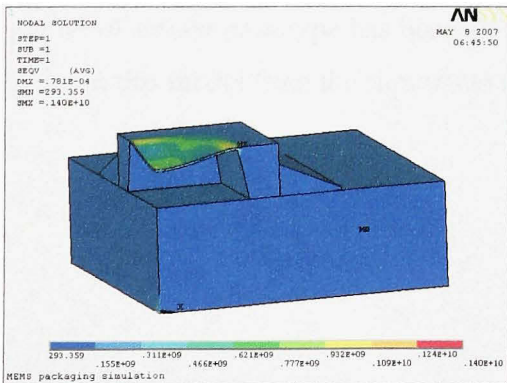 NODAL SOLUTION
STEP=1
SUB =1
TIME=1
SEQV (AVG)
DMX =.781E-04
SMN =293.359
SMX =.140E+10
AN
MAY 8 2007
06:45:50
MX
MN
293.359 .311E+09 .621E+09 .932E+09 .124E+10
.155E+09 .466E+09 .777E+09 .109E+10 .140E+10
MEMS packaging simulation